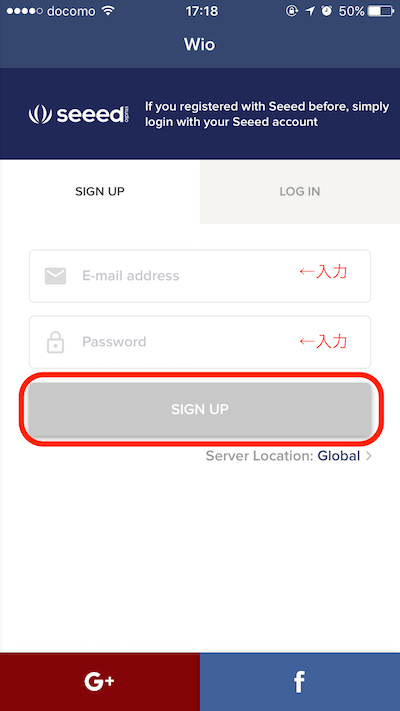 docomo 17:18 50%
Wio
seeed
If you registered with Seeed before, simply
login with your Seeed account
SIGN UP LOG IN
E-mail address ←入力
Password ←入力
SIGN UP
Server Location: Global >
G+ f